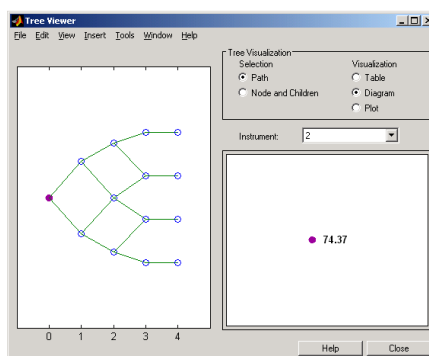 Tree Viewer
File Edit View Insert Tools Window Help
Tree Visualization
Selection
Visualization
Path
Table
Node and Children
Diagram
Plot
Instrument: 2
74.37
0 1 2 3 4
Help Close